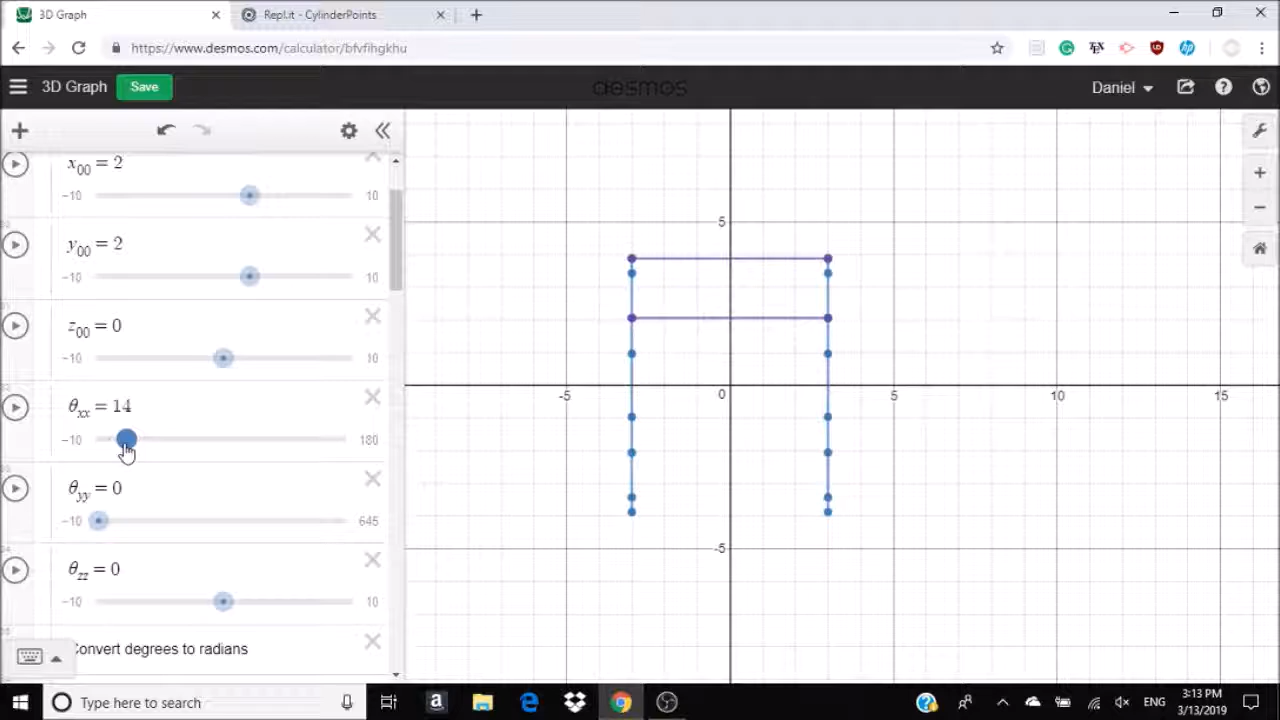 3D Graph
Repl.it - CylinderPoints
https://www.desmos.com/calculator/bfvfihgkhu
3D Graph
Save
desmos
Daniel
x00 = 2
-10
10
y00 = 2
-10
10
z00 = 0
-10
10
θxx = 14
-10
180
θyy = 0
-10
645
θzz = 0
-10
10
Convert degrees to radians
5
-5
0
5
10
15
-5
Type here to search
ENG
3:13 PM
3/13/2019